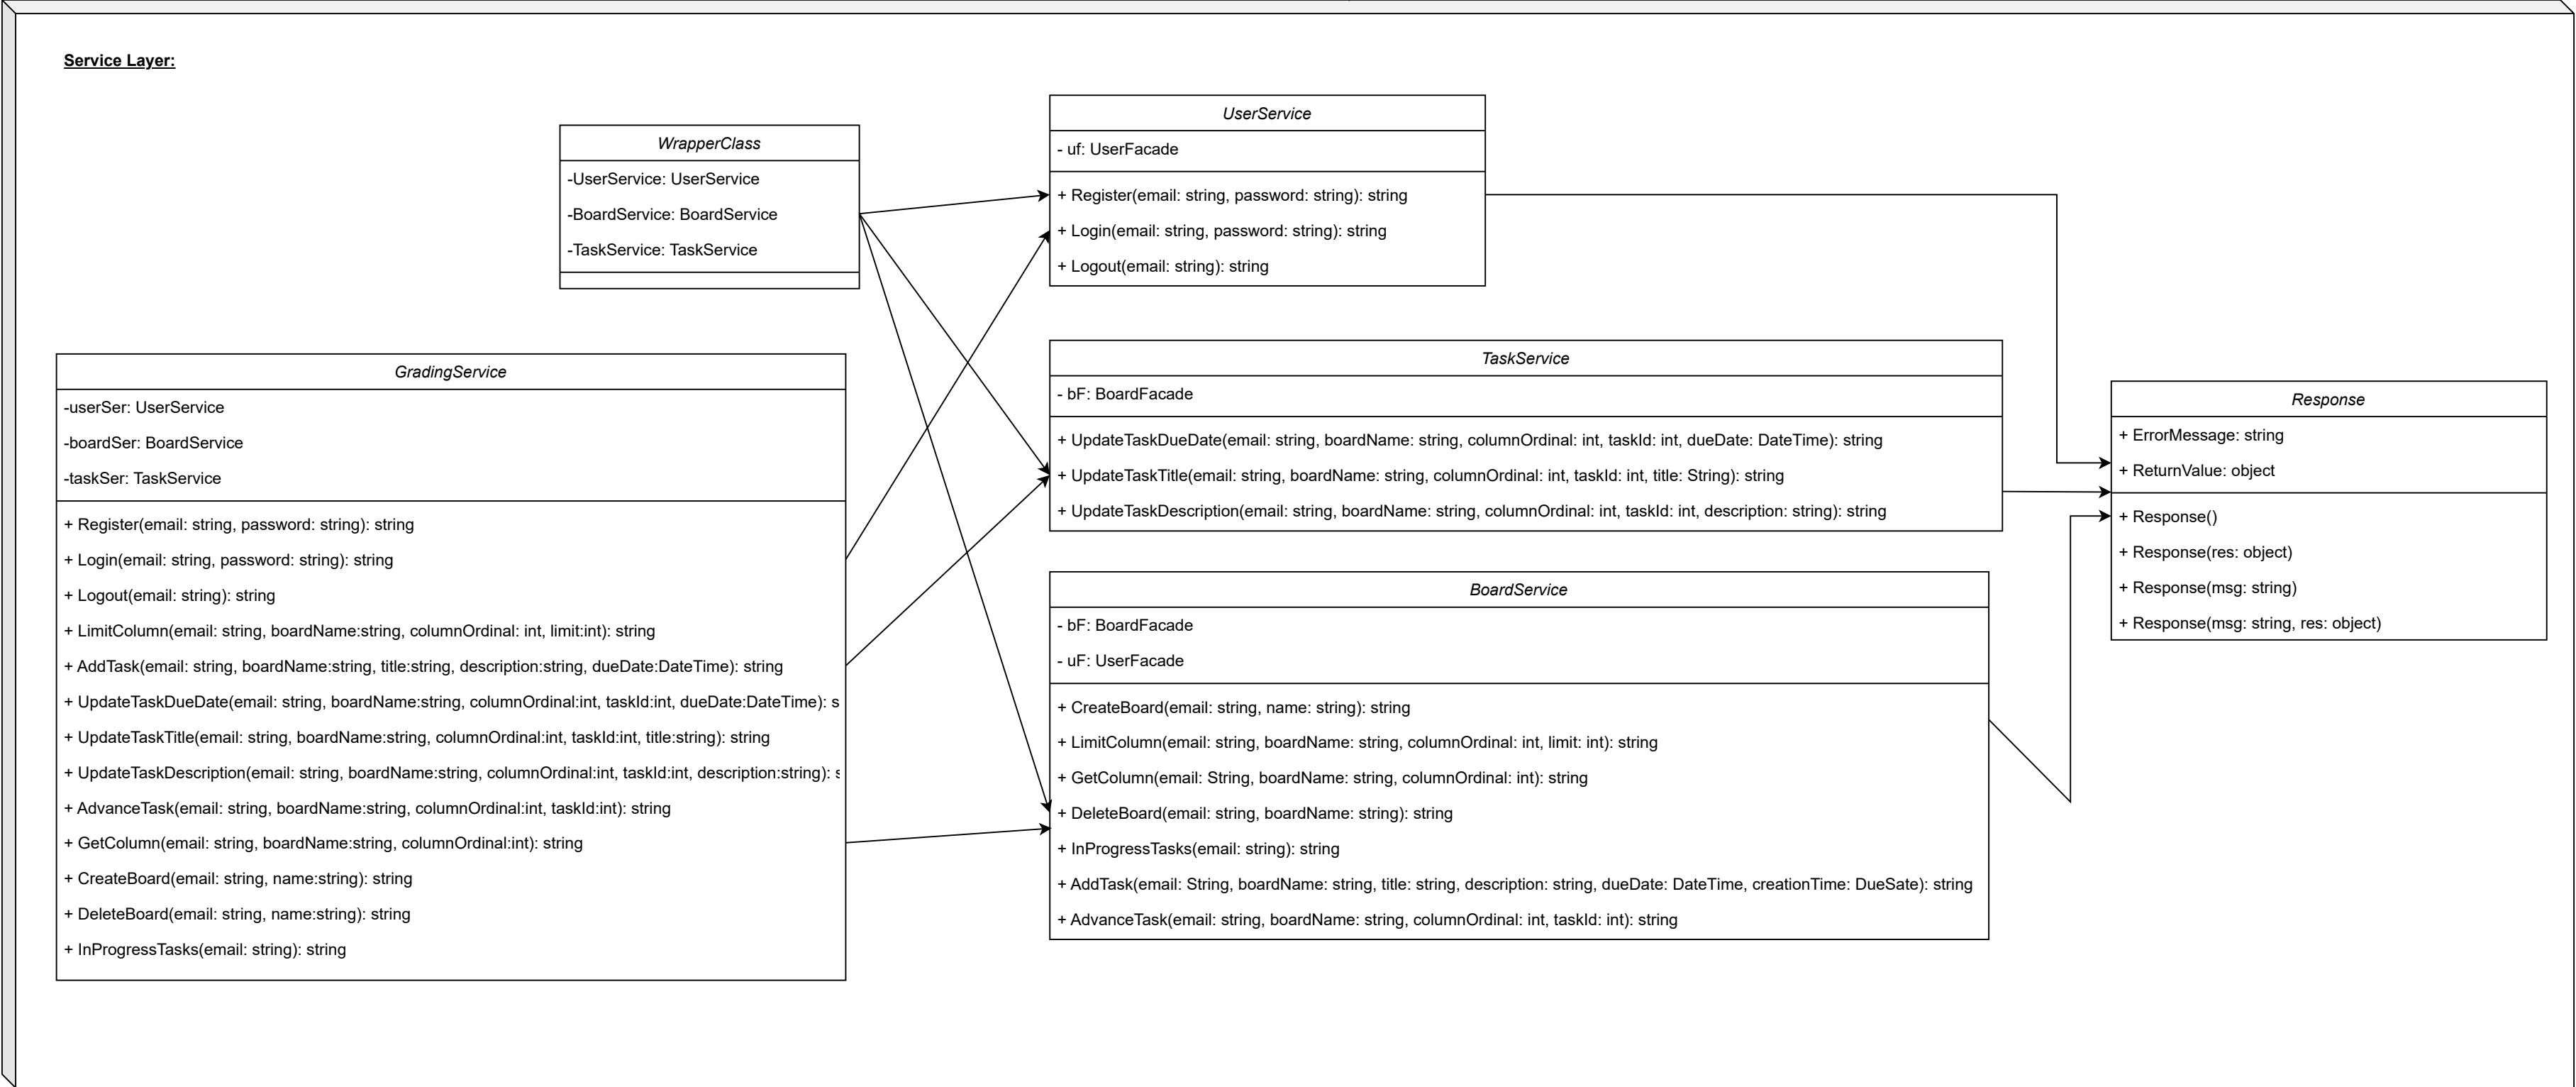 Service Layer:
WrapperClass
-UserService: UserService
-BoardService: BoardService
-TaskService: TaskService
UserService
- uf: UserFacade
+ Register(email: string, password: string): string
+ Login(email: string, password: string): string
+ Logout(email: string): string
GradingService
-userSer: UserService
-boardSer: BoardService
-taskSer: TaskService
+ Register(email: string, password: string): string
+ Login(email: string, password: string): string
+ Logout(email: string): string
+ LimitColumn(email: string, boardName:string, columnOrdinal: int, limit:int): string
+ AddTask(email: string, boardName:string, title:string, description:string, dueDate:DateTime): string
+ UpdateTaskDueDate(email: string, boardName:string, columnOrdinal:int, taskId:int, dueDate:DateTime): s
+ UpdateTaskTitle(email: string, boardName:string, columnOrdinal:int, taskId:int, title:string): string
+ UpdateTaskDescription(email: string, boardName:string, columnOrdinal:int, taskId:int, description:string): s
+ AdvanceTask(email: string, boardName:string, columnOrdinal:int, taskId:int): string
+ GetColumn(email: string, boardName:string, columnOrdinal:int): string
+ CreateBoard(email: string, name:string): string
+ DeleteBoard(email: string, name:string): string
+ InProgressTasks(email: string): string
TaskService
- bF: BoardFacade
+ UpdateTaskDueDate(email: string, boardName: string, columnOrdinal: int, taskId: int, dueDate: DateTime): string
+ UpdateTaskTitle(email: string, boardName: string, columnOrdinal: int, taskId: int, title: String): string
+ UpdateTaskDescription(email: string, boardName: string, columnOrdinal: int, taskId: int, description: string): string
BoardService
- bF: BoardFacade
- uF: UserFacade
+ CreateBoard(email: string, name: string): string
+ LimitColumn(email: string, boardName: string, columnOrdinal: int, limit: int): string
+ GetColumn(email: String, boardName: string, columnOrdinal: int): string
+ DeleteBoard(email: string, boardName: string): string
+ InProgressTasks(email: string): string
+ AddTask(email: String, boardName: string, title: string, description: string, dueDate: DateTime, creationTime: DueSate): string
+ AdvanceTask(email: string, boardName: string, columnOrdinal: int, taskId: int): string
Response
+ ErrorMessage: string
+ ReturnValue: object
+ Response()
+ Response(res: object)
+ Response(msg: string)
+ Response(msg: string, res: object)